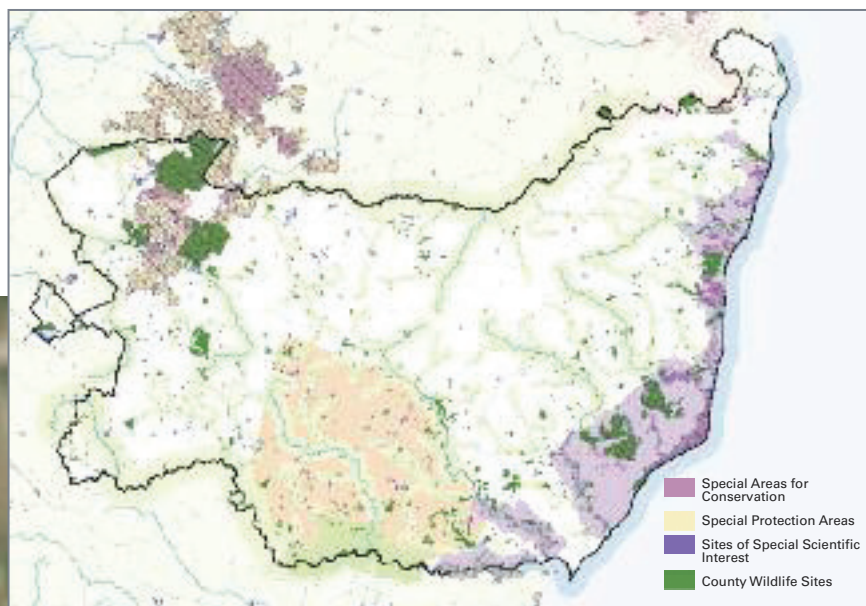 Special Areas for
Conservation
Special Protection Areas
Sites of Special Scientific
Interest
County Wildlife Sites